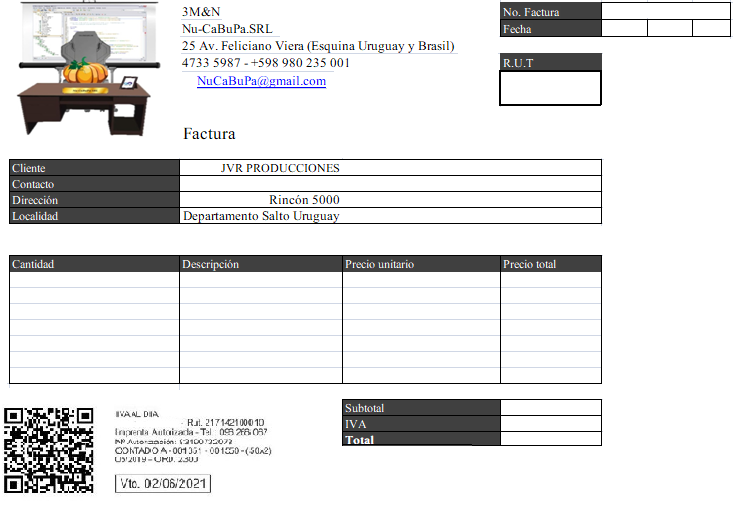 3M&N
No. Factura
Nu-CaBuPa.SRL
Fecha
25 Av. Feliciano Viera (Esquina Uruguay y Brasil)
4733 5987 - +598 980 235 001
R.U.T
NuCaBuPa@gmail.com
Factura
Cliente JVR PRODUCCIONES
Contacto
Dirección Rincón 5000
Localidad Departamento Salto Uruguay
Cantidad Descripción Precio unitario Precio total
Subtotal
IVA
Total
IVA AL DIA
Rut.
Imprenta Autorizada - Tel.
CONTADO A -
Vto. 02/06/2021